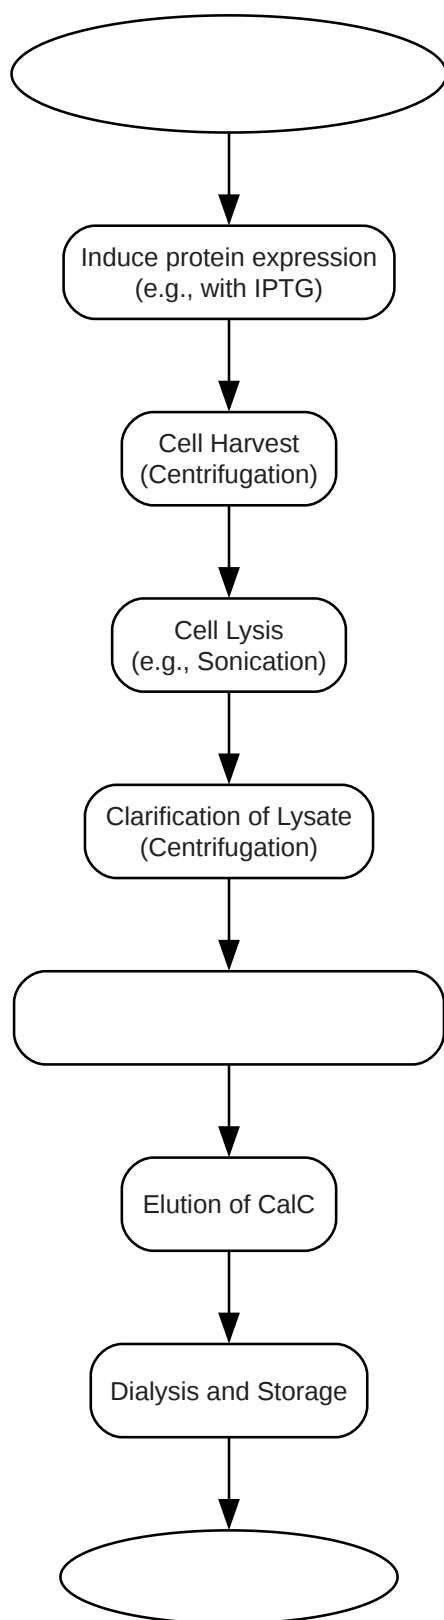 Induce protein expression
(e.g., with IPTG)
Cell Harvest
(Centrifugation)
Cell Lysis
(e.g., Sonication)
Clarification of Lysate
(Centrifugation)
Elution of CalC
Dialysis and Storage